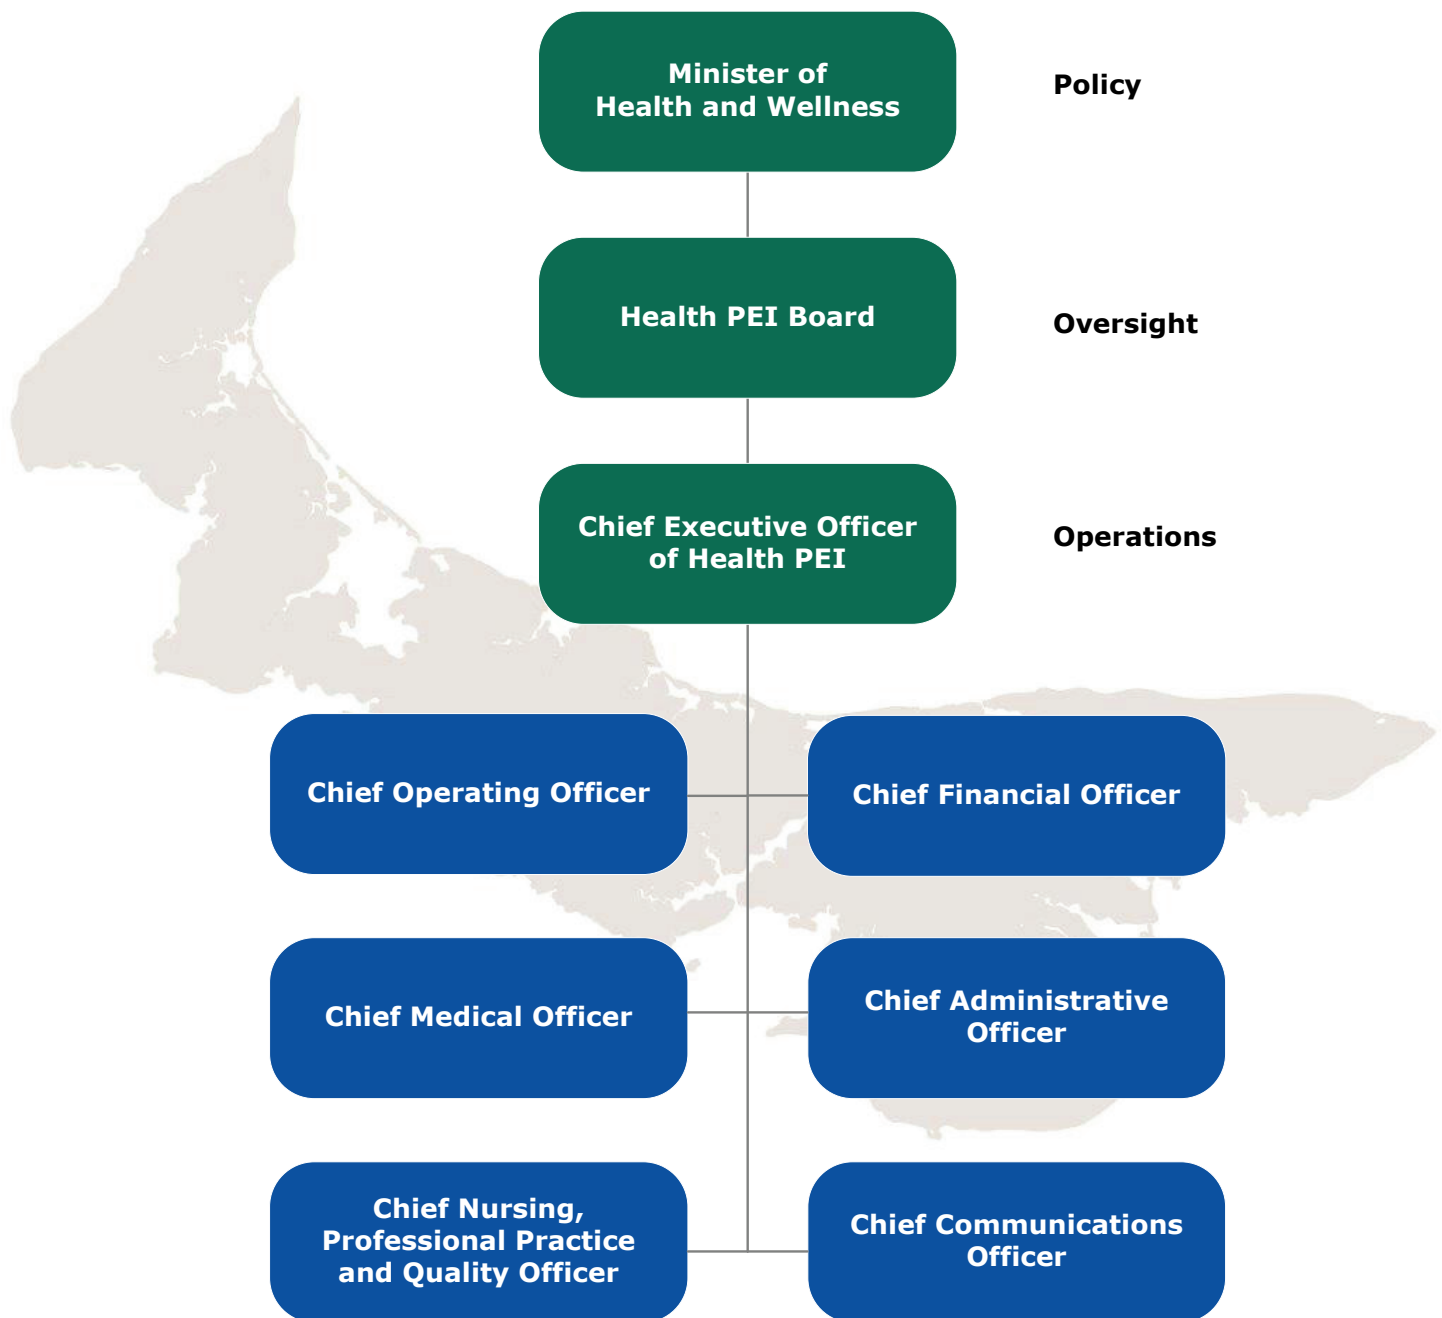 Minister of
Health and Wellness
Policy
Health PEI Board
Oversight
Chief Executive Officer
of Health PEI
Operations
Chief Operating Officer
Chief Financial Officer
Chief Medical Officer
Chief Administrative
Officer
Chief Nursing,
Professional Practice
and Quality Officer
Chief Communications
Officer